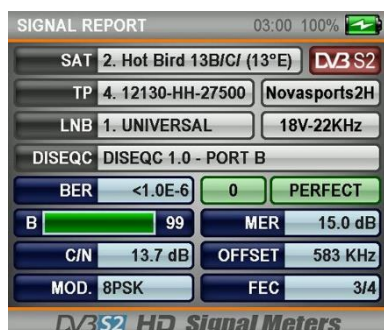 SIGNAL REPORT 03:00 100%
SAT 2. Hot Bird 13B/C/ (13°E) DVB S2
TP 4. 12130-HH-27500 Novasports2H
LNB 1. UNIVERSAL 18V-22KHz
DISEQC DISEQC 1.0 - PORT B
BER <1.0E-6 0 PERFECT
B 99 MER 15.0 dB
C/N 13.7 dB OFFSET 583 KHz
MOD. 8PSK FEC 3/4
DVB S2 HD Signal Meters